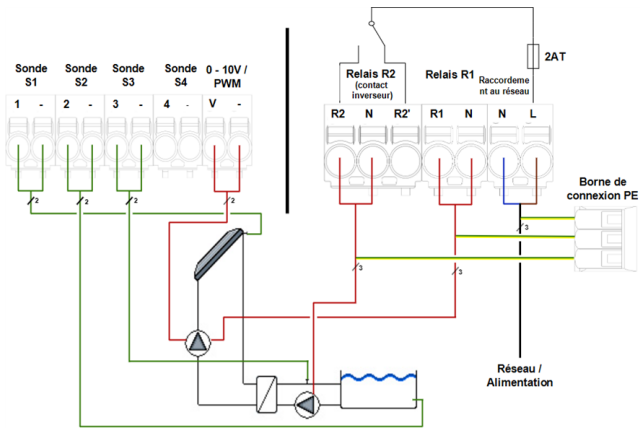 Sonde S1
Sonde S2
Sonde S3
Sonde S4
0 - 10V / PWM
1 - 2 - 3 - 4 - V -
2 2 2 2
Relais R2
(contact
inverseur)
Relais R1
Raccordeme
nt au réseau
2AT
R2 N R2' R1 N N L
Borne de
connexion PE
3
3
3
Réseau /
Alimentation